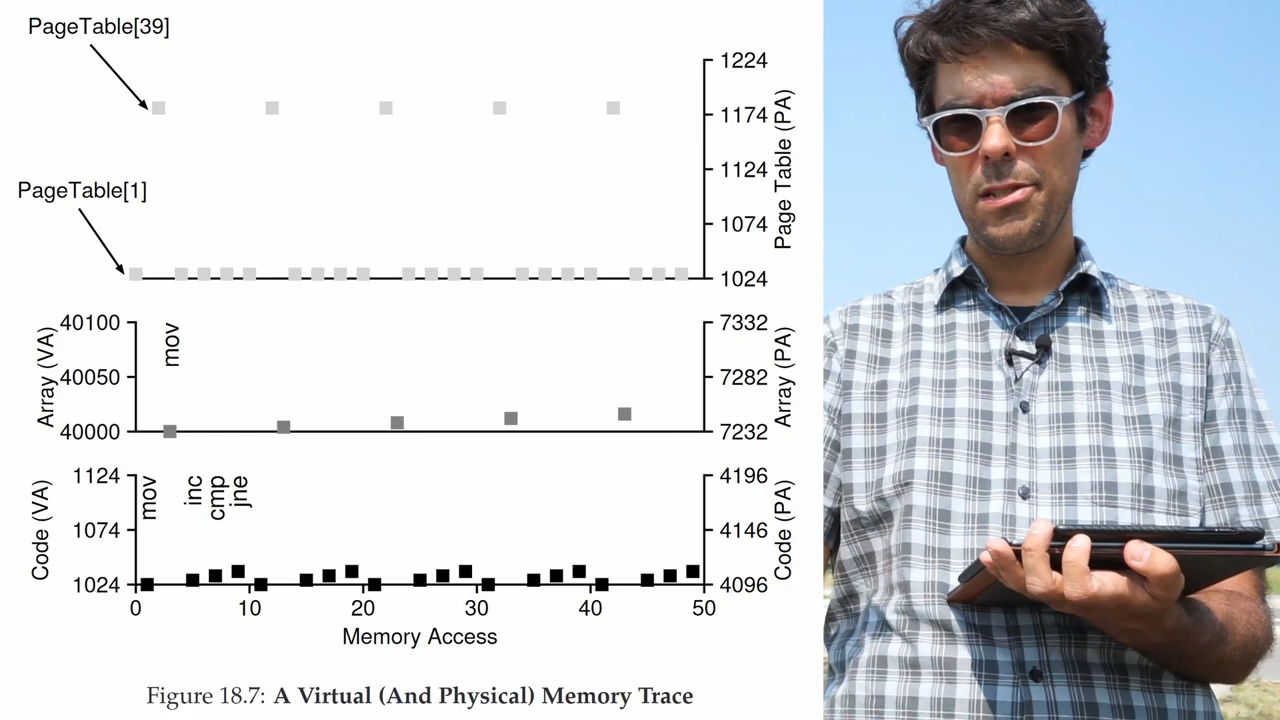 PageTable[39]
PageTable[1]
1224
1174
1124
1074
1024
Page Table (PA)
40100
40050
40000
Array (VA)
mov
7332
7282
7232
Array (PA)
1124
1074
1024
Code (VA)
mov
inc
cmp
jne
4196
4146
4096
Code (PA)
0 10 20 30 40 50
Memory Access
Figure 18.7: A Virtual (And Physical) Memory Trace